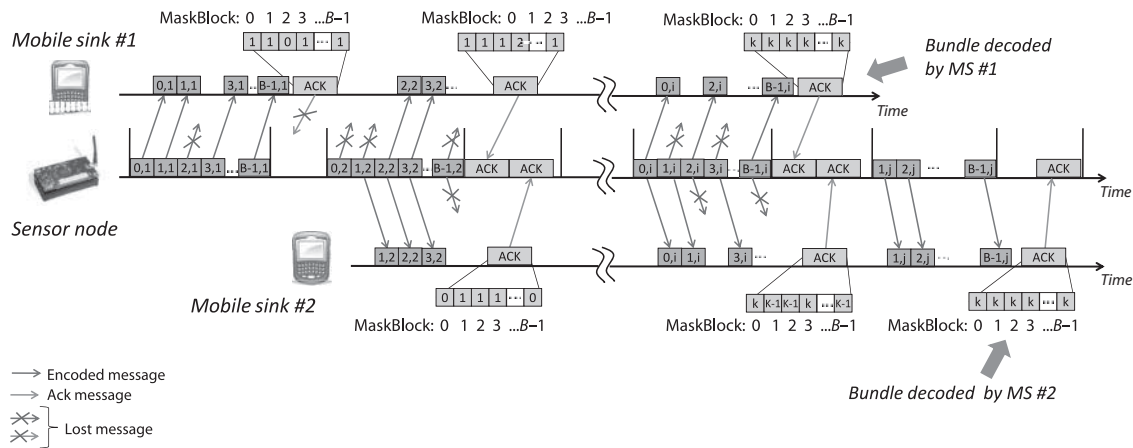 MaskBlock: 0 1 2 3 ...B–1
1 1 0 1 ... 1
MaskBlock: 0 1 2 3 ...B–1
1 1 1 2 ... 1
MaskBlock: 0 1 2 3 ...B–1
k k k k ... k
Mobile sink #1
Bundle decoded
by MS #1
0,1 1,1 3,1 ... B-1,1 ACK
2,2 3,2 ...
0,i 2,i ... B-1,i ACK
ACK
Time
0,1 1,1 2,1 3,1 ... B-1,1
0,2 1,2 2,2 3,2 ... B-1,2 ACK ACK
0,i 1,i 2,i 3,i ... B-1,i ACK ACK
1,j 2,j ... B-1,j ACK
Time
Sensor node
1,2 2,2 3,2 ACK
0,i 1,i 3,i ... ACK
1,j 2,j ... B-1,j ACK
Time
Mobile sink #2
0 1 1 1 ... 0
MaskBlock: 0 1 2 3 ...B–1
k K-1 K-1 k ... K-1
MaskBlock: 0 1 2 3 ...B–1
k k k k ... k
MaskBlock: 0 1 2 3 ...B–1
Encoded message
Ack message
Lost message
Bundle decoded by MS #2